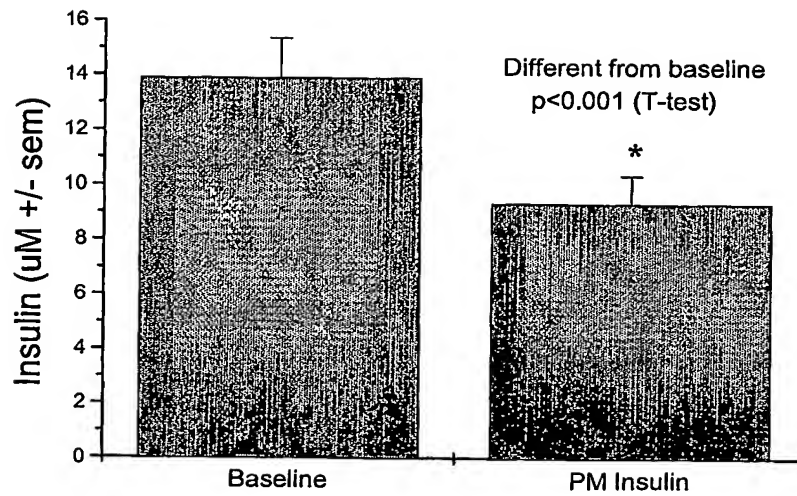 16
14
12
10
8
6
4
2
0
Insulin (uM +/- sem)
Different from baseline
p<0.001 (T-test)
*
Baseline
PM Insulin